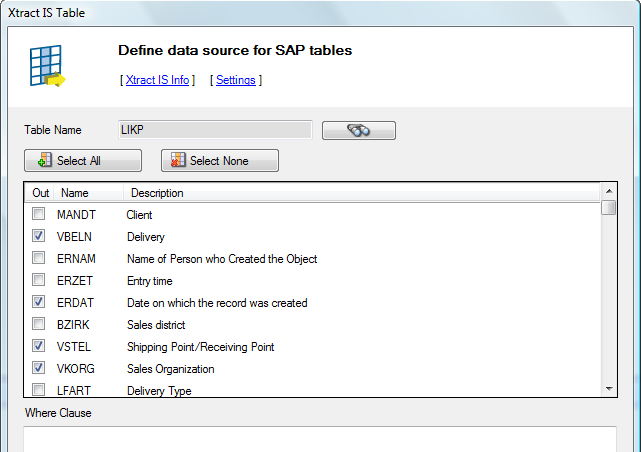 Xtract IS Table
Define data source for SAP tables
[ Xtract IS Info ] [ Settings ]
Table Name LIKP
Select All Select None
Out Name Description
MANDT Client
VBELN Delivery
ERNAM Name of Person who Created the Object
ERZET Entry time
ERDAT Date on which the record was created
BZIRK Sales district
VSTEL Shipping Point/Receiving Point
VKORG Sales Organization
LFART Delivery Type
Where Clause